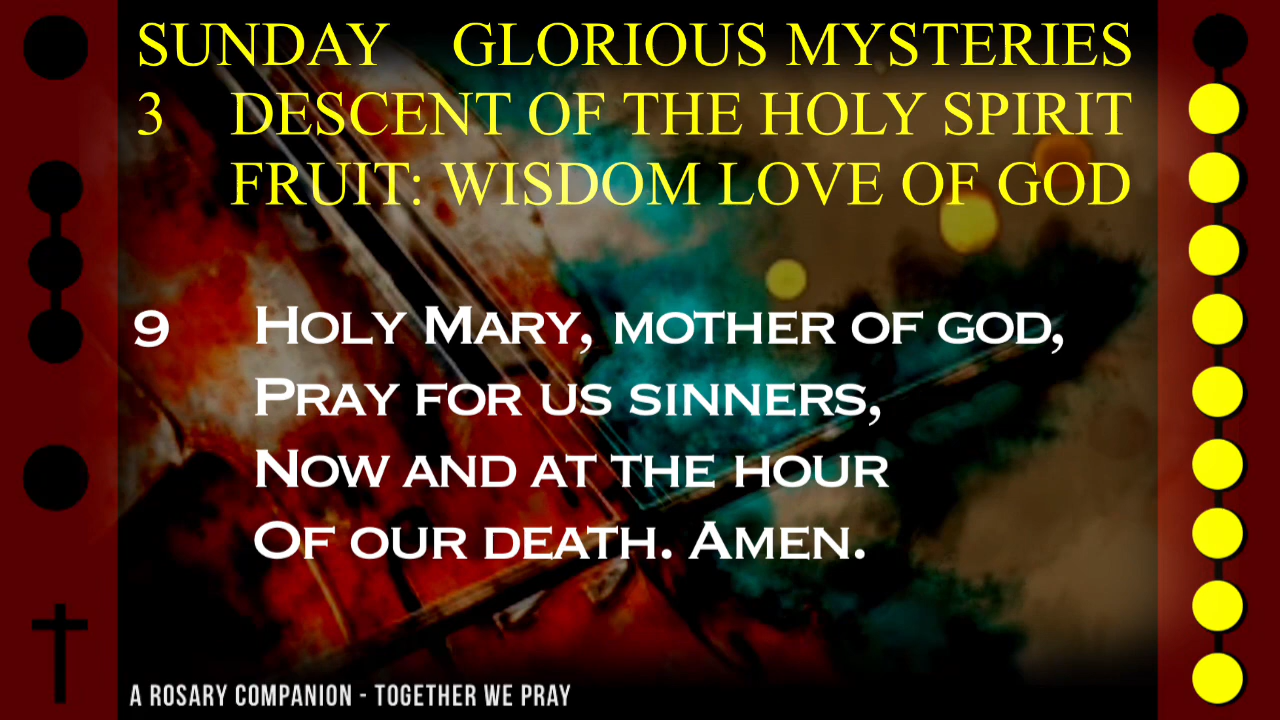 SUNDAY GLORIOUS MYSTERIES
3 DESCENT OF THE HOLY SPIRIT
FRUIT: WISDOM LOVE OF GOD
9 HOLY MARY, MOTHER OF GOD,
PRAY FOR US SINNERS,
NOW AND AT THE HOUR
OF OUR DEATH. AMEN.
A ROSARY COMPANION - TOGETHER WE PRAY